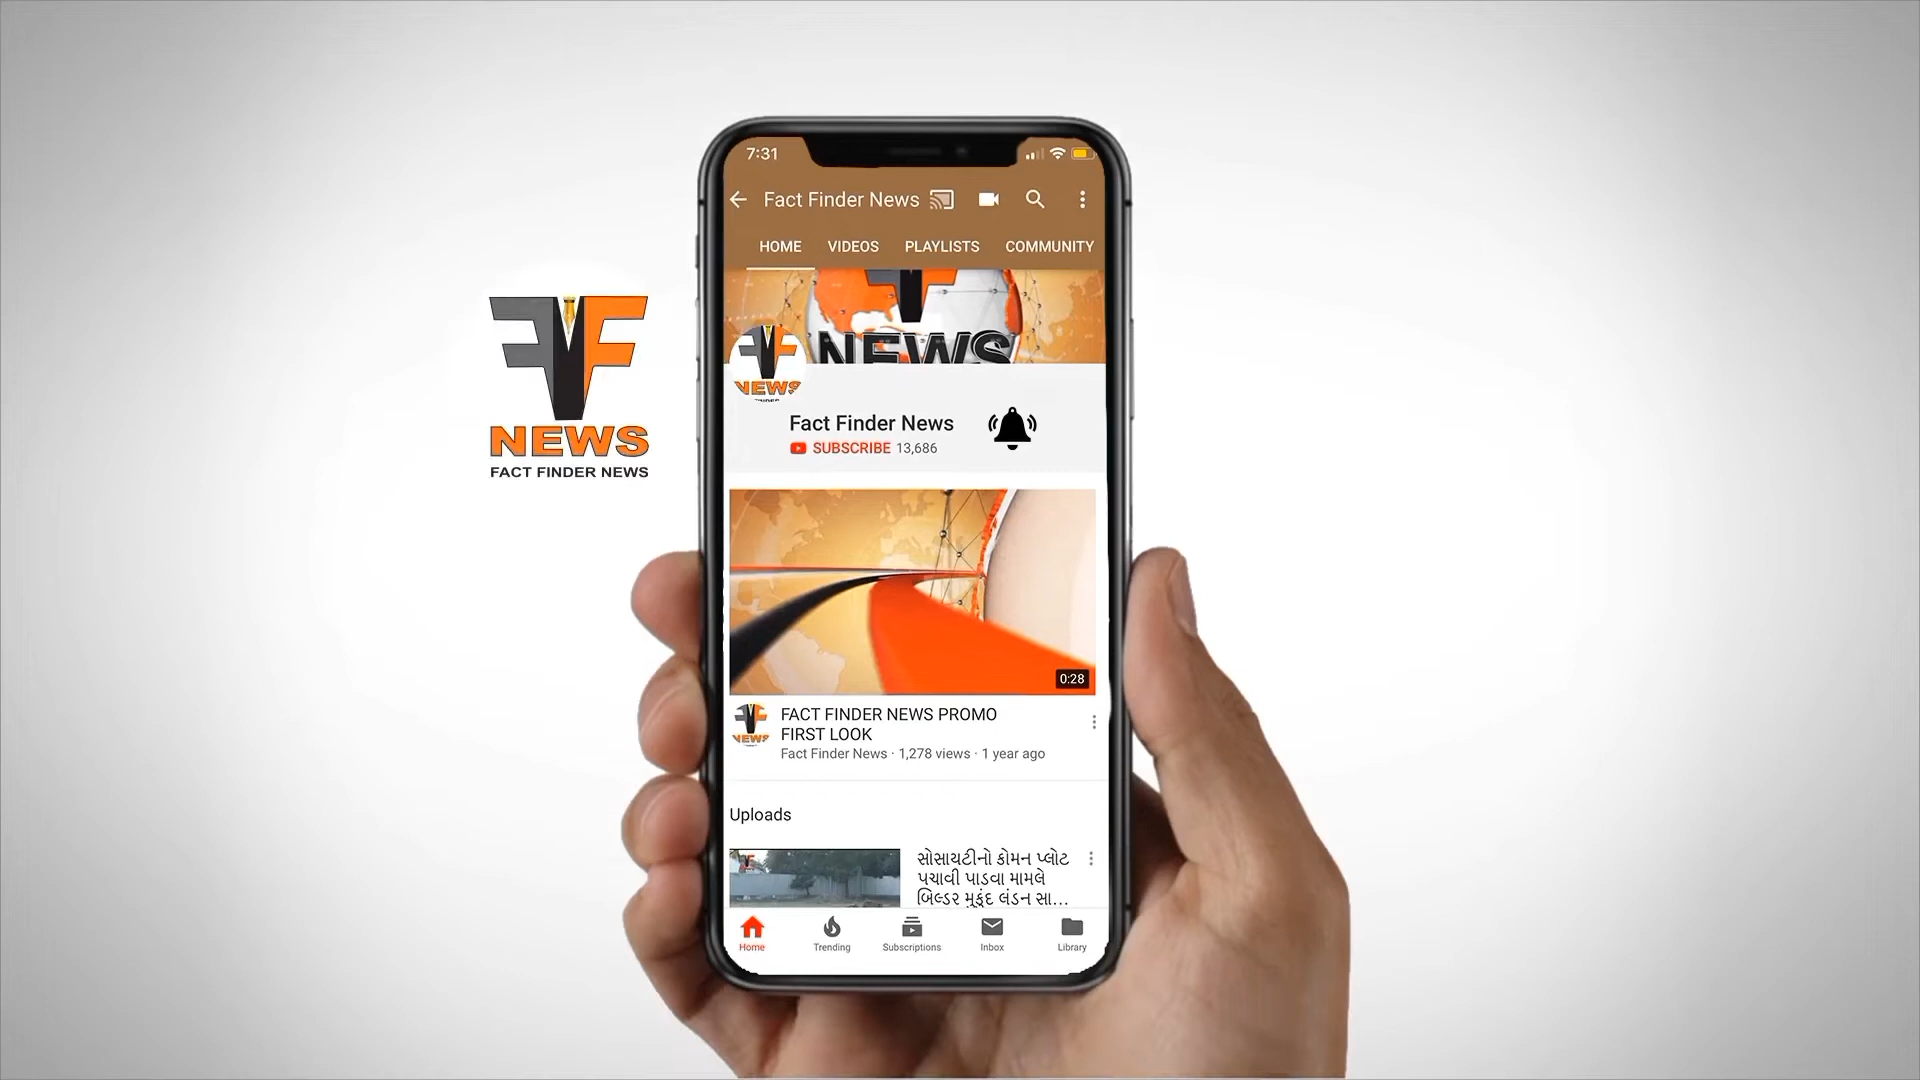 7:31
Fact Finder News
HOME VIDEOS PLAYLISTS COMMUNITY
NEWS
NEWS
Fact Finder News
SUBSCRIBE 13,686
NEWS
FACT FINDER NEWS
0:28
FACT FINDER NEWS PROMO
FIRST LOOK
Fact Finder News · 1,278 views · 1 year ago
NEWS
Uploads
સોસાયટીનો કોમન પ્લોટ
પચાવી પાડવા મામલે
બિલ્ડર મુકુંદ લંડન સા...
Home Trending Subscriptions Inbox Library